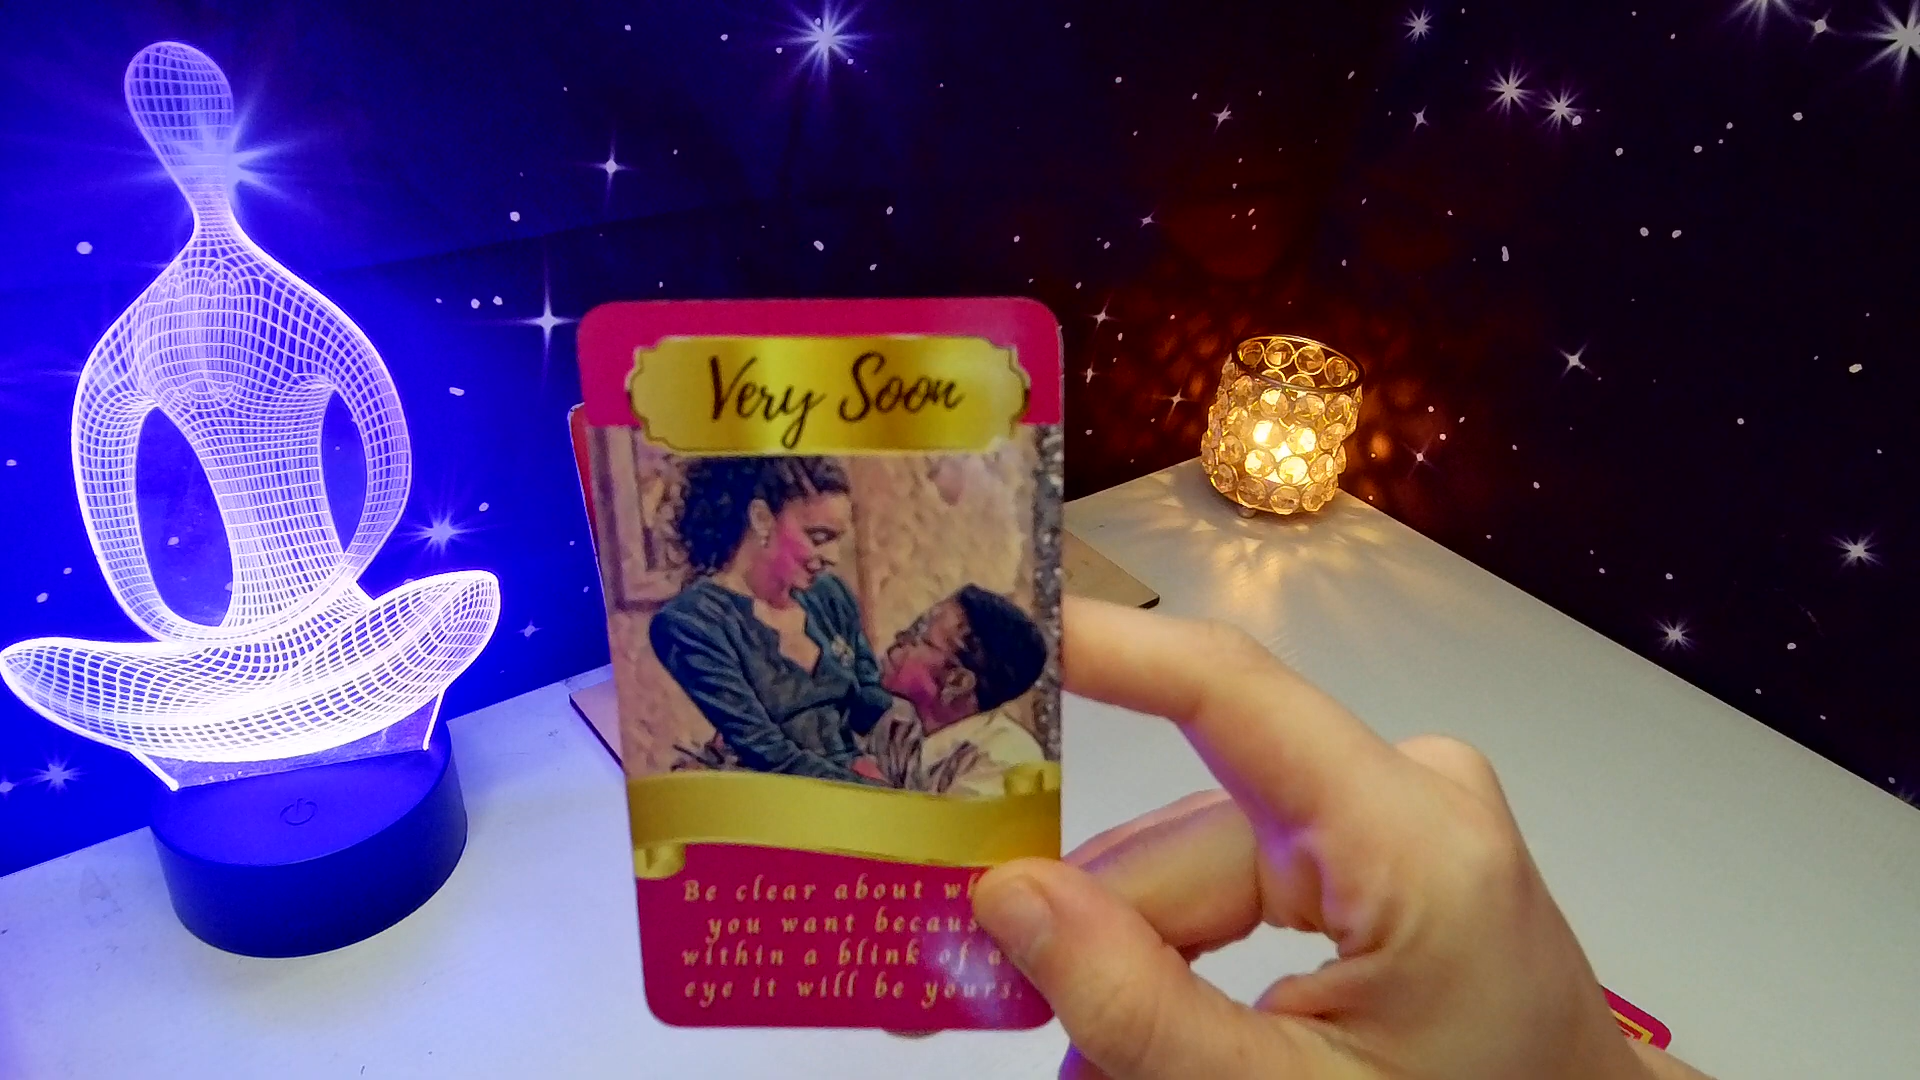 Very Soon
Be clear about
you want
within a blink of
eye it will be yours.